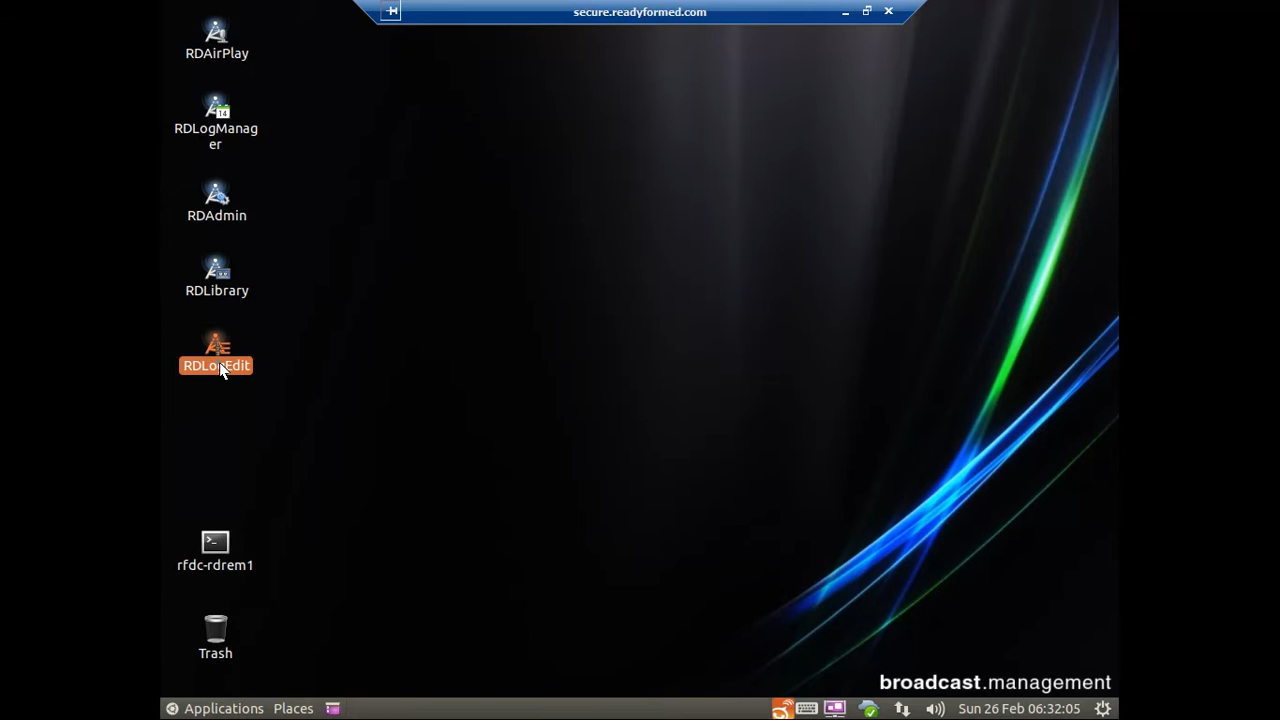 secure.readyformed.com
RDAirPlay
RDLogManag
er
RDAdmin
RDLibrary
RDLogEdit
rfdc-rdrem1
Trash
broadcast.management
Applications Places
Sun 26 Feb 06:32:05